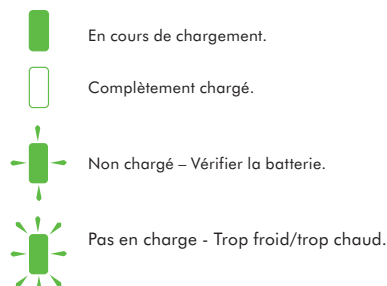 En cours de chargement.
Complètement chargé.
Non chargé – Vérifier la batterie.
Pas en charge - Trop froid/trop chaud.